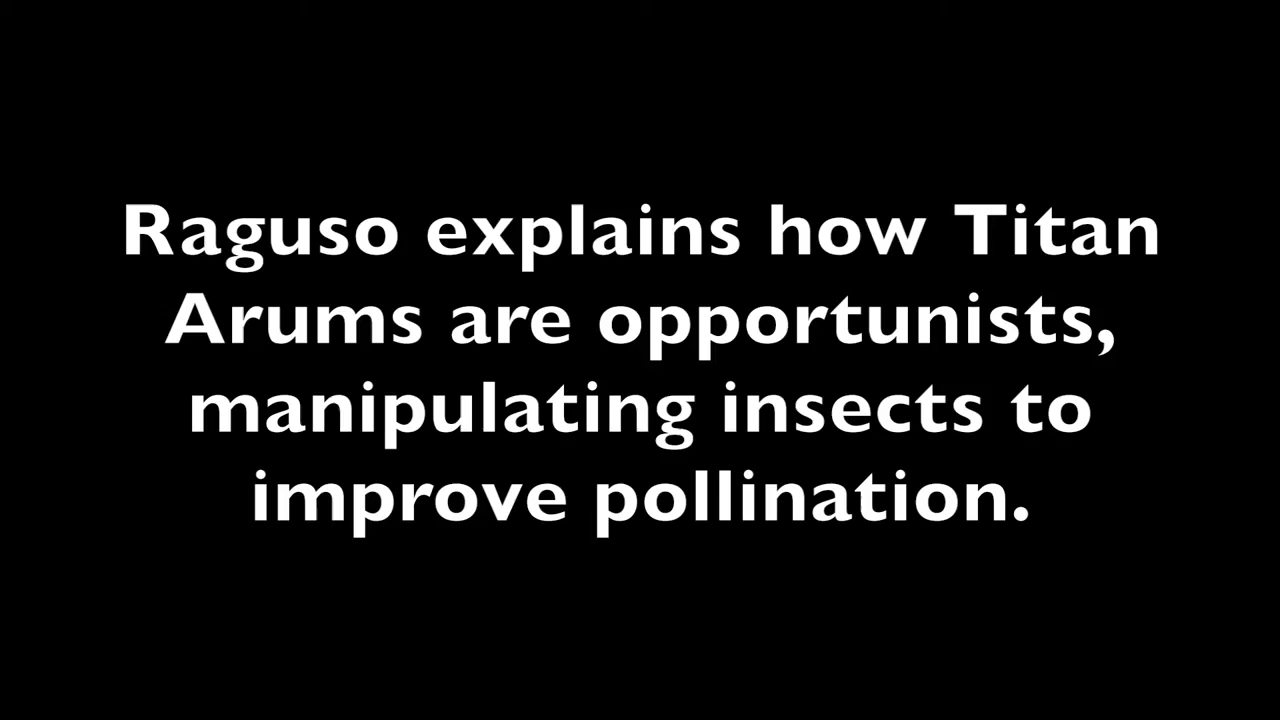 Raguso explains how Titan
Arums are opportunists,
manipulating insects to
improve pollination.